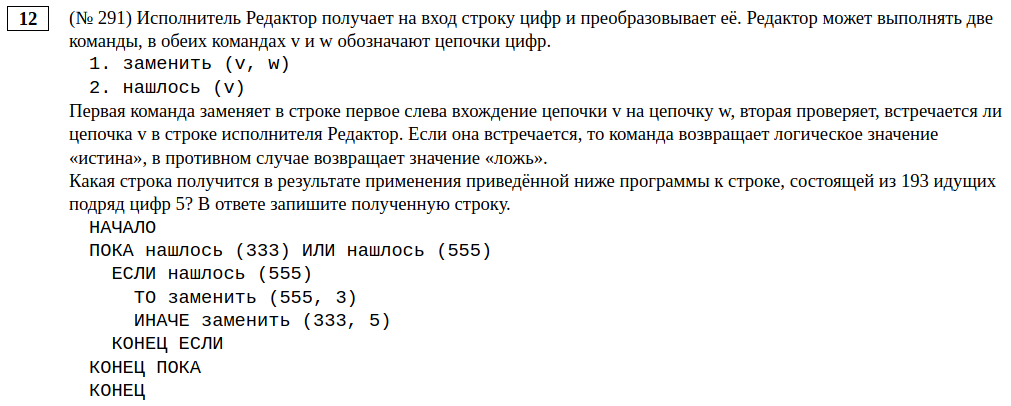 12
(№ 291) Исполнитель Редактор получает на вход строку цифр и преобразовывает её. Редактор может выполнять две
команды, в обеих командах v и w обозначают цепочки цифр.
1. заменить (v, w)
2. нашлось (v)
Первая команда заменяет в строке первое слева вхождение цепочки v на цепочку w, вторая проверяет, встречается ли
цепочка v в строке исполнителя Редактор. Если она встречается, то команда возвращает логическое значение
«истина», в противном случае возвращает значение «ложь».
Какая строка получится в результате применения приведённой ниже программы к строке, состоящей из 193 идущих
подряд цифр 5? В ответе запишите полученную строку.
НАЧАЛО
ПОКА нашлось (333) ИЛИ нашлось (555)
ЕСЛИ нашлось (555)
ТО заменить (555, 3)
ИНАЧЕ заменить (333, 5)
КОНЕЦ ЕСЛИ
КОНЕЦ ПОКА
КОНЕЦ